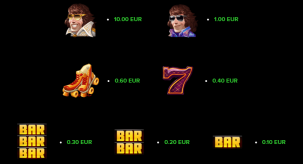 • 10.00 EUR • 1.00 EUR
• 0.60 EUR 7 • 0.40 EUR
BAR
BAR
BAR • 0.30 EUR
BAR
BAR • 0.20 EUR
BAR • 0.10 EUR